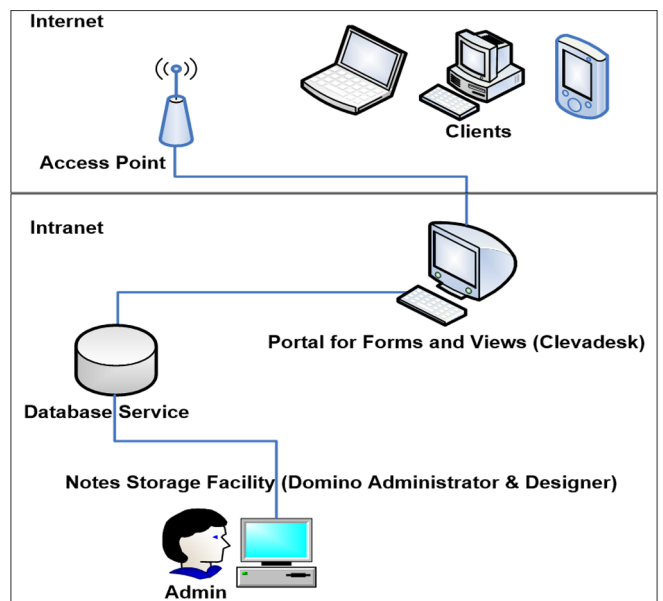 Internet
Clients
Access Point
Intranet
Portal for Forms and Views (Clevadesk)
Database Service
Notes Storage Facility (Domino Administrator & Designer)
Admin